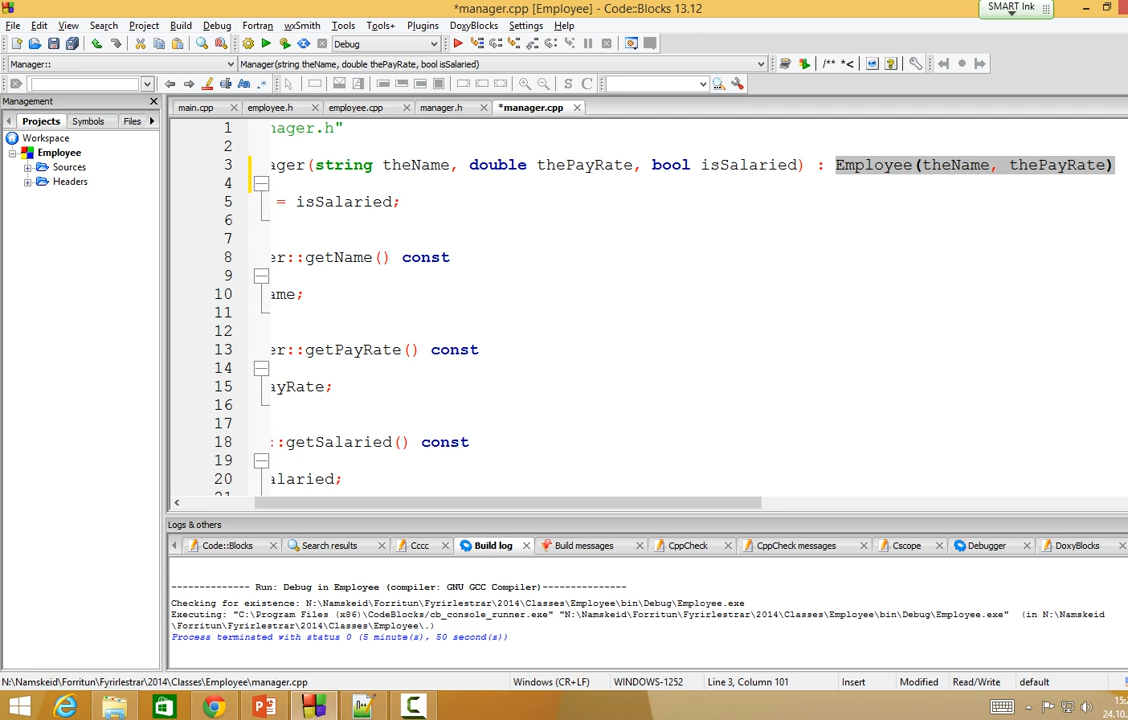 *manager.cpp [Employee] - Code::Blocks 13.12
SMART Ink
File Edit View Search Project Build Debug Fortran wxSmith Tools Tools+ Plugins DoxyBlocks Settings Help
Debug
Manager:: Manager(string theName, double thePayRate, bool isSalaried) /** *<
Aa S C
Management
main.cpp employee.h employee.cpp manager.h *manager.cpp
Projects Symbols Files
Workspace
Employee
Sources
Headers
1 nager.h"
2
3 ager(string theName, double thePayRate, bool isSalaried) : Employee(theName, thePayRate)
4
5 = isSalaried;
6
7
8 er::getName() const
9
10 ame;
11
12
13 er::getPayRate() const
14
15 ayRate;
16
17
18 ::getSalaried() const
19
20 alaried;
Logs & others
Code::Blocks Search results Cccc Build log Build messages CppCheck CppCheck messages Cscope Debugger DoxyBlocks
-------------- Run: Debug in Employee (compiler: GNU GCC Compiler)---------------
Checking for existence: N:\Namskeid\Forritun\Fyrirlestrar\2014\Classes\Employee\bin\Debug\Employee.exe
Executing: "C:\Program Files (x86)\CodeBlocks/cb_console_runner.exe" "N:\Namskeid\Forritun\Fyrirlestrar\2014\Classes\Employee\bin\Debug\Employee.exe" (in N:\Namskeid
\Forritun\Fyrirlestrar\2014\Classes\Employee\.)
Process terminated with status 0 (5 minute(s), 50 second(s))
N:\Namskeid\Forritun\Fyrirlestrar\2014\Classes\Employee\manager.cpp Windows (CR+LF) WINDOWS-1252 Line 3, Column 101 Insert Modified Read/Write default
24.10.